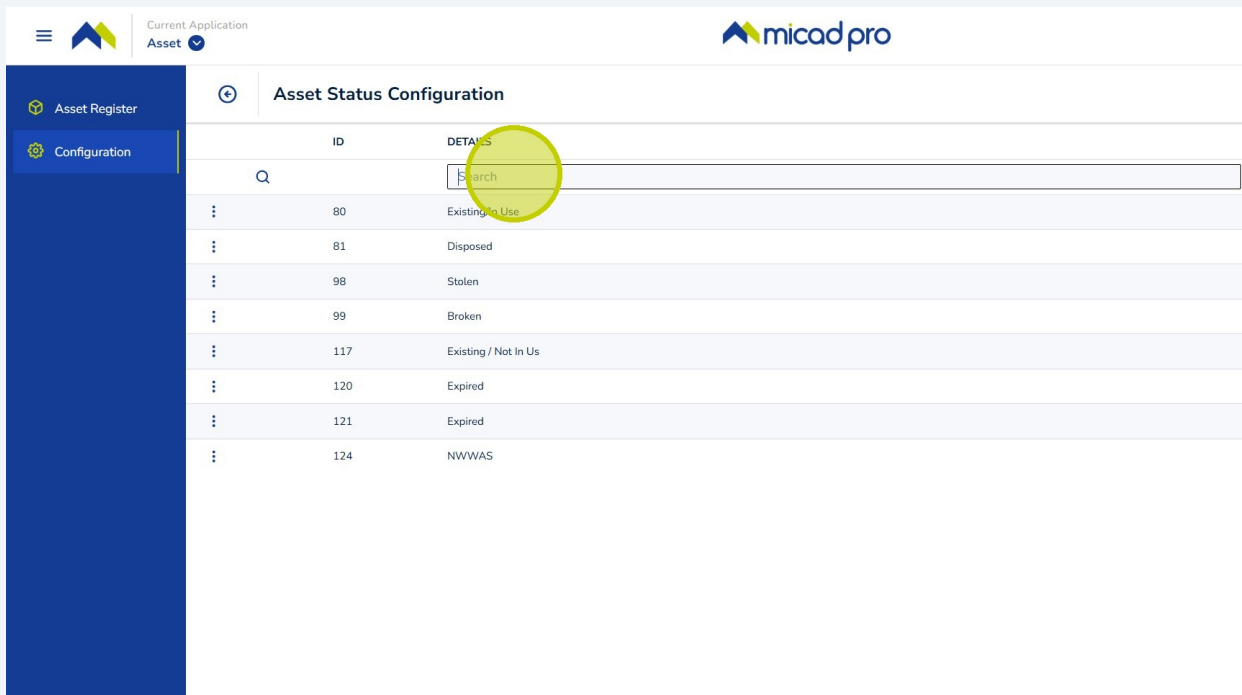 Current Application
Asset
micad pro
Asset Register
Configuration
Asset Status Configuration
ID DETAILS
Search
80 Existing/In Use
81 Disposed
98 Stolen
99 Broken
117 Existing / Not In Us
120 Expired
121 Expired
124 NWWAS